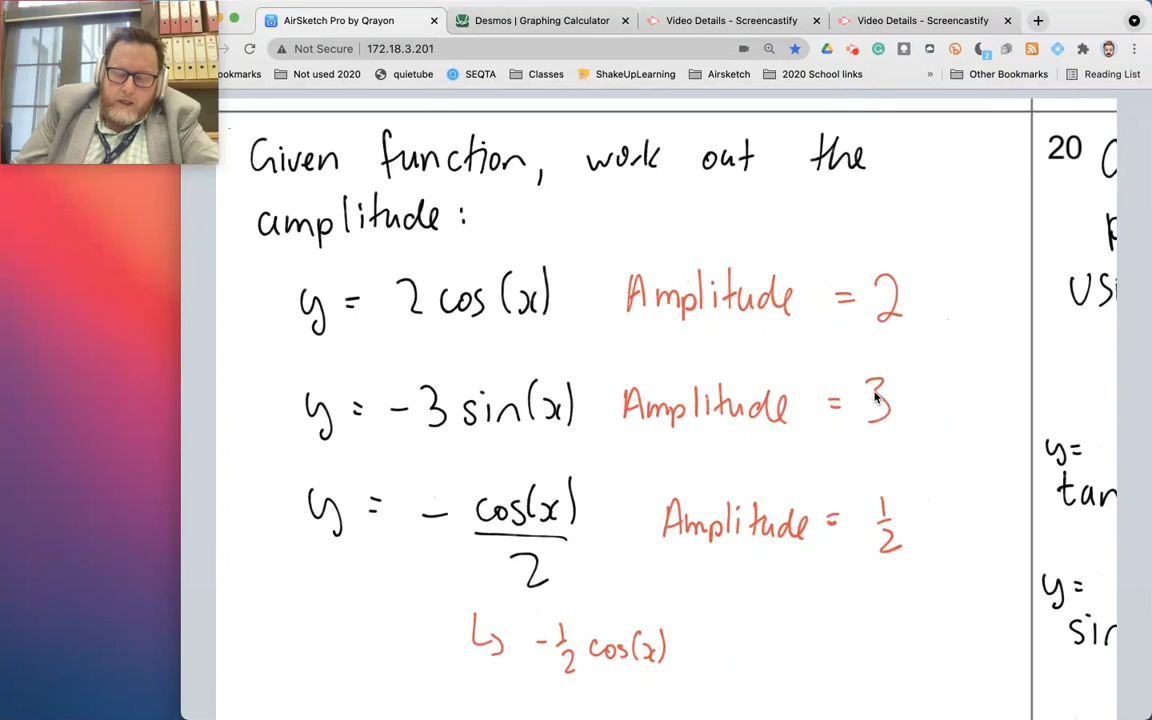 AirSketch Pro by Qrayon
Desmos | Graphing Calculator
Video Details - Screencastify
Video Details - Screencastify
Not Secure | 172.18.3.201
ookmarks
Not used 2020
quietube
SEQTA
Classes
ShakeUpLearning
Airsketch
2020 School links
»
Other Bookmarks
Reading List
Given function, work out the
amplitude:
y = 2 cos(x) Amplitude = 2
y = -3 sin(x) Amplitude = 3
y = - cos(x)/2 Amplitude = 1/2
↳ -1/2 cos(x)
20
usi
y=
tan
y=
sin